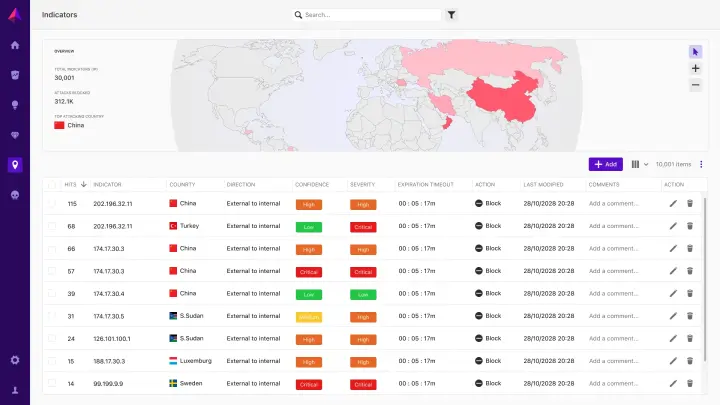 Indicators
Search...
OVERVIEW
TOTAL INDICATORS (IP)
30,001
ATTACKS BLOCKED
312.1K
TOP ATTACKING COUNTRY
China
Add
10,001 items
HITS INDICATOR COUNRTY DIRECTION CONFIDENCE SEVERITY EXPIRATION TIMEOUT ACTION LAST MODIFIED COMMENTS ACTION
115 202.196.32.11 China External to internal High High 00 : 05 : 17m Block 28/10/2028 20:28 Add a comment...
68 202.196.32.11 Turkey External to internal Low Critical 00 : 05 : 17m Block 28/10/2028 20:28 Add a comment...
66 174.17.30.3 China External to internal High High 00 : 05 : 17m Block 28/10/2028 20:28 Add a comment...
57 174.17.30.3 China External to internal Critical Critical 00 : 05 : 17m Block 28/10/2028 20:28 Add a comment...
39 174.17.30.4 China External to internal Low Low 00 : 05 : 17m Block 28/10/2028 20:28 Add a comment...
31 174.17.30.5 S.Sudan External to internal Medium High 00 : 05 : 17m Block 28/10/2028 20:28 Add a comment...
24 126.101.100.1 S.Sudan External to internal High High 00 : 05 : 17m Block 28/10/2028 20:28 Add a comment...
15 188.17.30.3 Luxemburg External to internal High High 00 : 05 : 17m Block 28/10/2028 20:28 Add a comment...
14 99.199.9.9 Sweden External to internal Critical Critical 00 : 05 : 17m Block 28/10/2028 20:28 Add a comment...